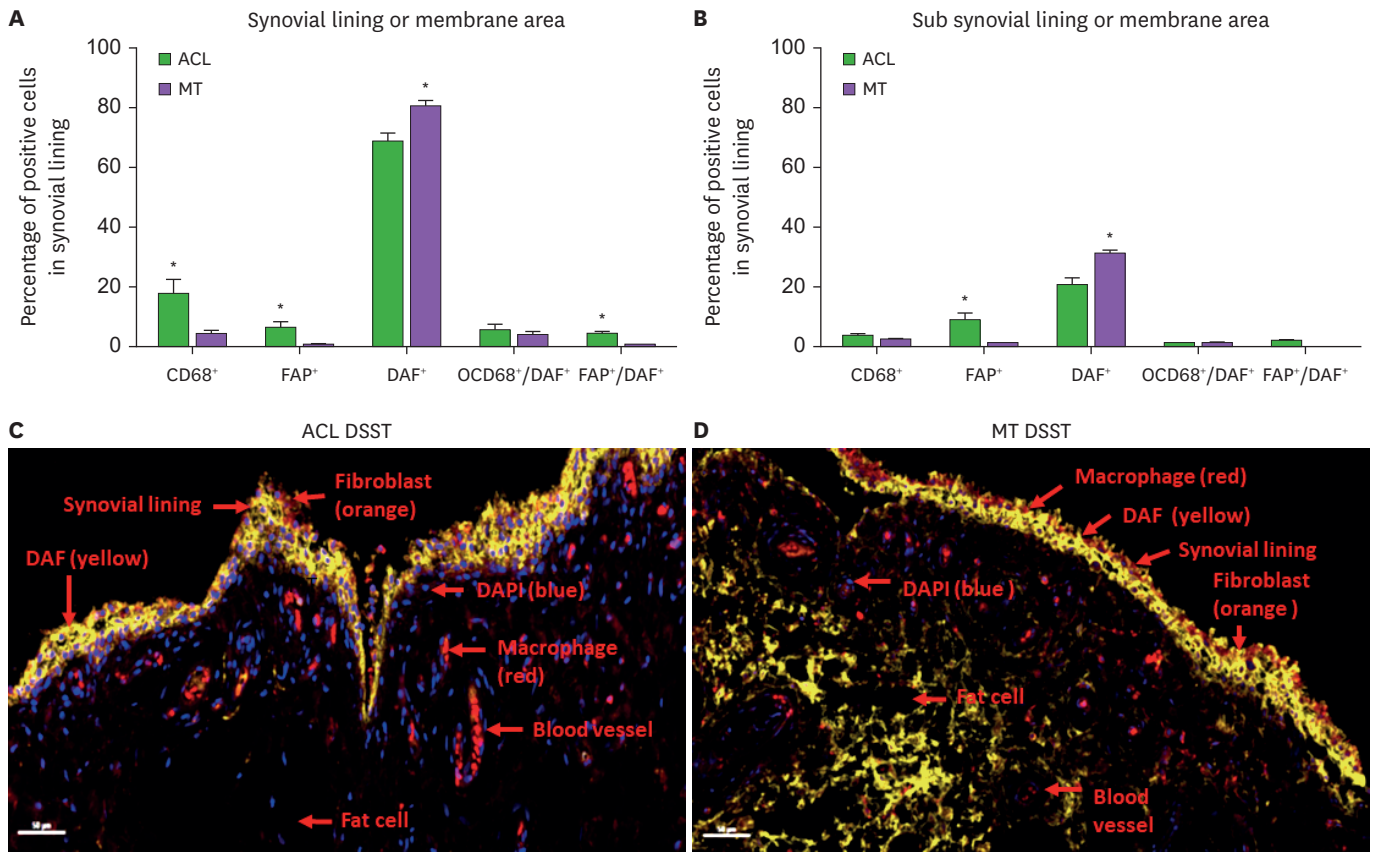 A
Synovial lining or membrane area
Percentage of positive cells
in synovial lining
100
80
60
40
20
0
ACL
MT
*
*
*
*
CD68⁺
FAP⁺
DAF⁺
OCD68⁺/DAF⁺
FAP⁺/DAF⁺
B
Sub synovial lining or membrane area
Percentage of positive cells
in synovial lining
100
80
60
40
20
0
ACL
MT
*
*
CD68⁺
FAP⁺
DAF⁺
OCD68⁺/DAF⁺
FAP⁺/DAF⁺
C
ACL DSST
Synovial lining
Fibroblast
(orange)
DAF (yellow)
DAPI (blue)
Macrophage
(red)
Blood vessel
Fat cell
50 µm
D
MT DSST
Macrophage (red)
DAF (yellow)
Synovial lining
Fibroblast
(orange )
DAPI (blue )
Fat cell
Blood
vessel